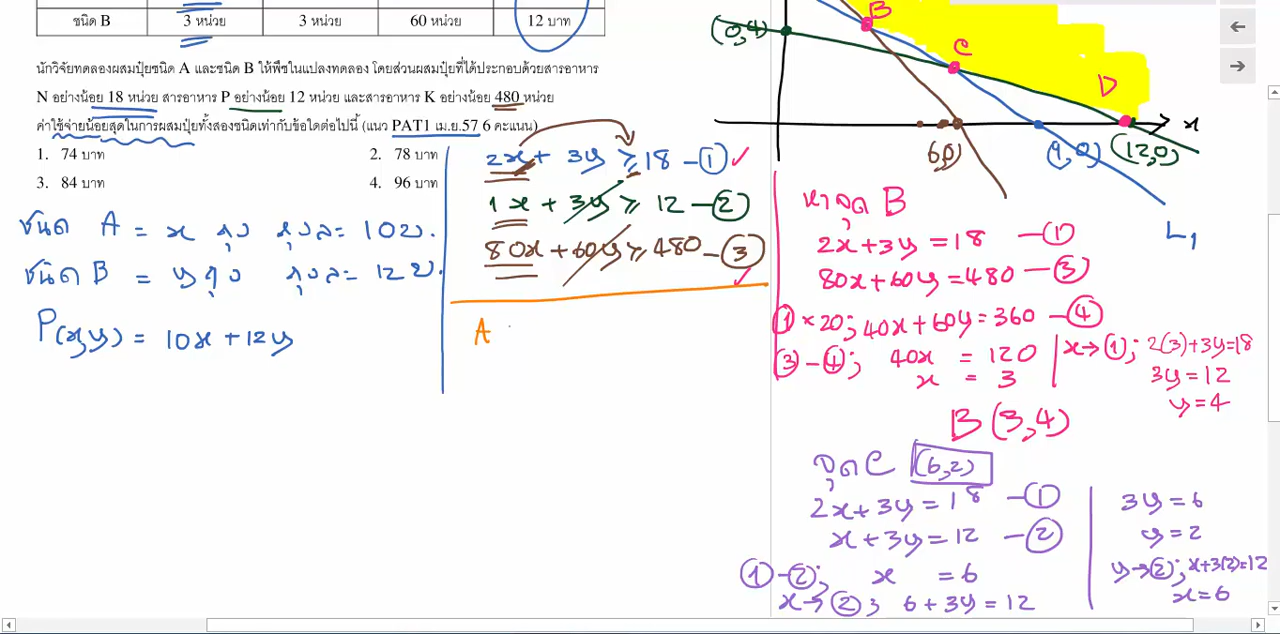 ชนิด B 3 หน่วย 3 หน่วย 60 หน่วย 12 บาท
นักวิจัยทดลองผสมปุ๋ยชนิด A และชนิด B ให้พืชในแปลงทดลอง โดยส่วนผสมปุ๋ยที่ได้ประกอบด้วยสารอาหาร
N อย่างน้อย 18 หน่วย สารอาหาร P อย่างน้อย 12 หน่วย และสารอาหาร K อย่างน้อย 480 หน่วย
ค่าใช้จ่ายน้อยสุดในการผสมปุ๋ยทั้งสองชนิดเท่ากับข้อใดต่อไปนี้ (แนว PAT1 เม.ย.57 6 คะแนน)
1. 74 บาท 2. 78 บาท
3. 84 บาท 4. 96 บาท
ชนิด A = x ถุง ถุงละ = 10 บ.
ชนิด B = y ถุง ถุงละ = 12 บ.
P(x,y) = 10x + 12y
2x + 3y ≥ 18 - ①
1x + 3y ≥ 12 - ②
80x + 60y ≥ 480 - ③
A
(0,4)
B
C
D
x
6,0)
(9,0)
(12,0)
L₁
หาจุด B
2x + 3y = 18 - ①
80x + 60y = 480 - ③
① × 20; 40x + 60y = 360 - ④
③ - ④; 40x = 120
x = 3
x → ①; 2(3) + 3y = 18
3y = 12
y = 4
B (3,4)
จุด C (6,2)
2x + 3y = 18 - ①
x + 3y = 12 - ②
① - ②; x = 6
x → ②; 6 + 3y = 12
3y = 6
y = 2
y → ②; x + 3(2) = 12
x = 6